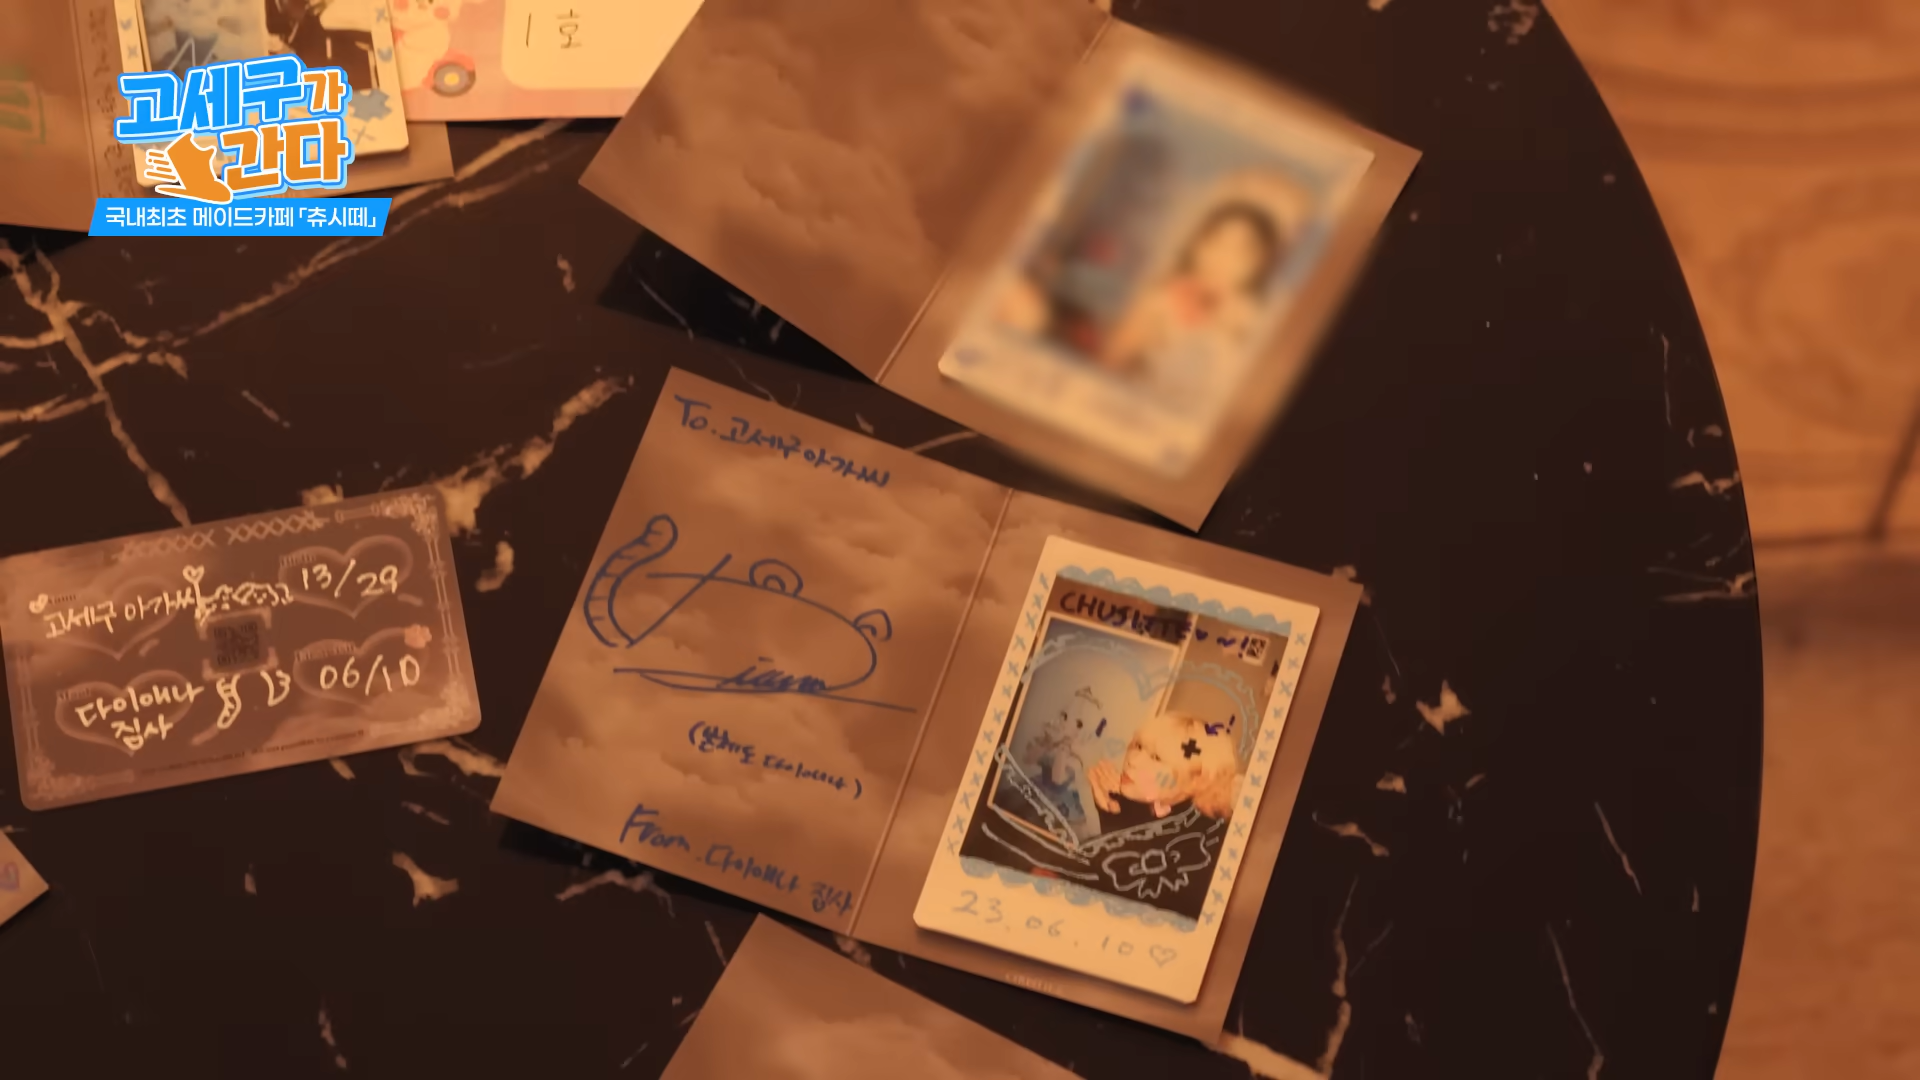 고세구가
간다
국내최초 메이드카페 「츄시떼」
1호
To. 고세구 아가씨
(벌체도 다이애나)
From. 다이애나 집사
CHUSITTE ♥ ~!
23. 06. 10 ♡
고세구 아가씨
13/29
다이애나
집사
13
06/10